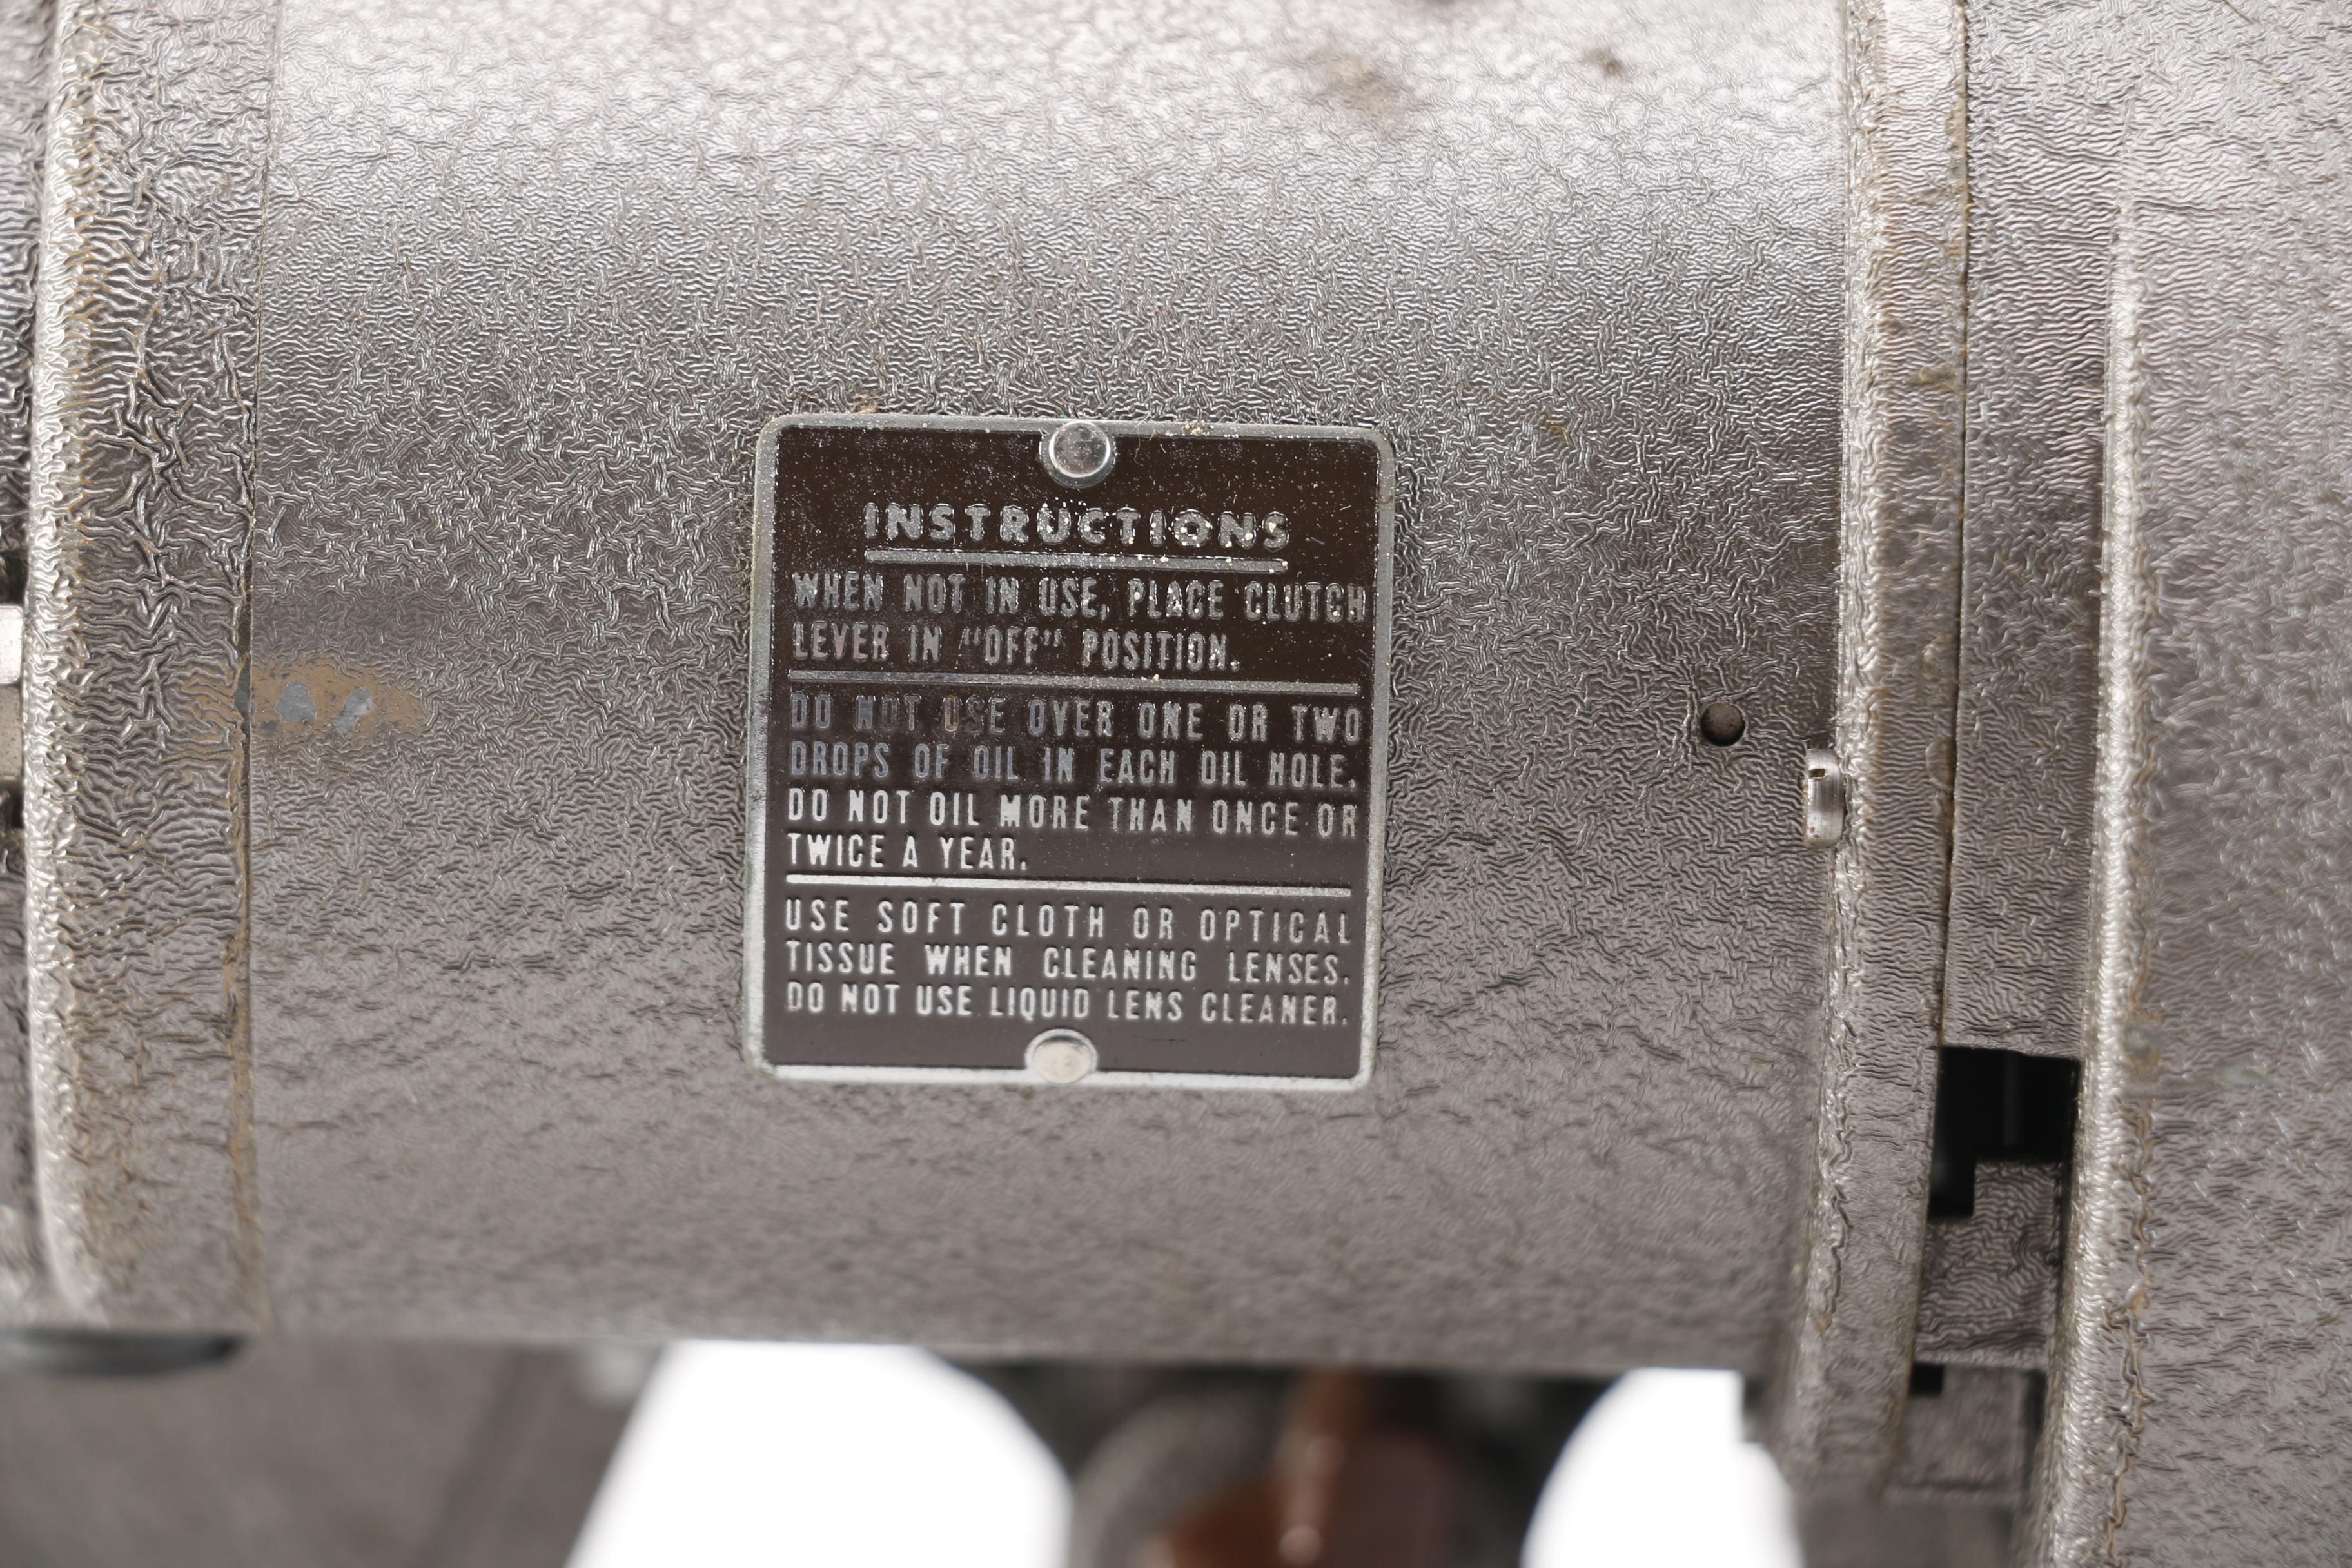 INSTRUCTIONS
WHEN NOT IN USE, PLACE CLUTCH
LEVER IN "OFF" POSITION.
DO NOT USE OVER ONE OR TWO
DROPS OF OIL IN EACH OIL HOLE.
DO NOT OIL MORE THAN ONCE OR
TWICE A YEAR.
USE SOFT CLOTH OR OPTICAL
TISSUE WHEN CLEANING LENSES.
DO NOT USE LIQUID LENS CLEANER.